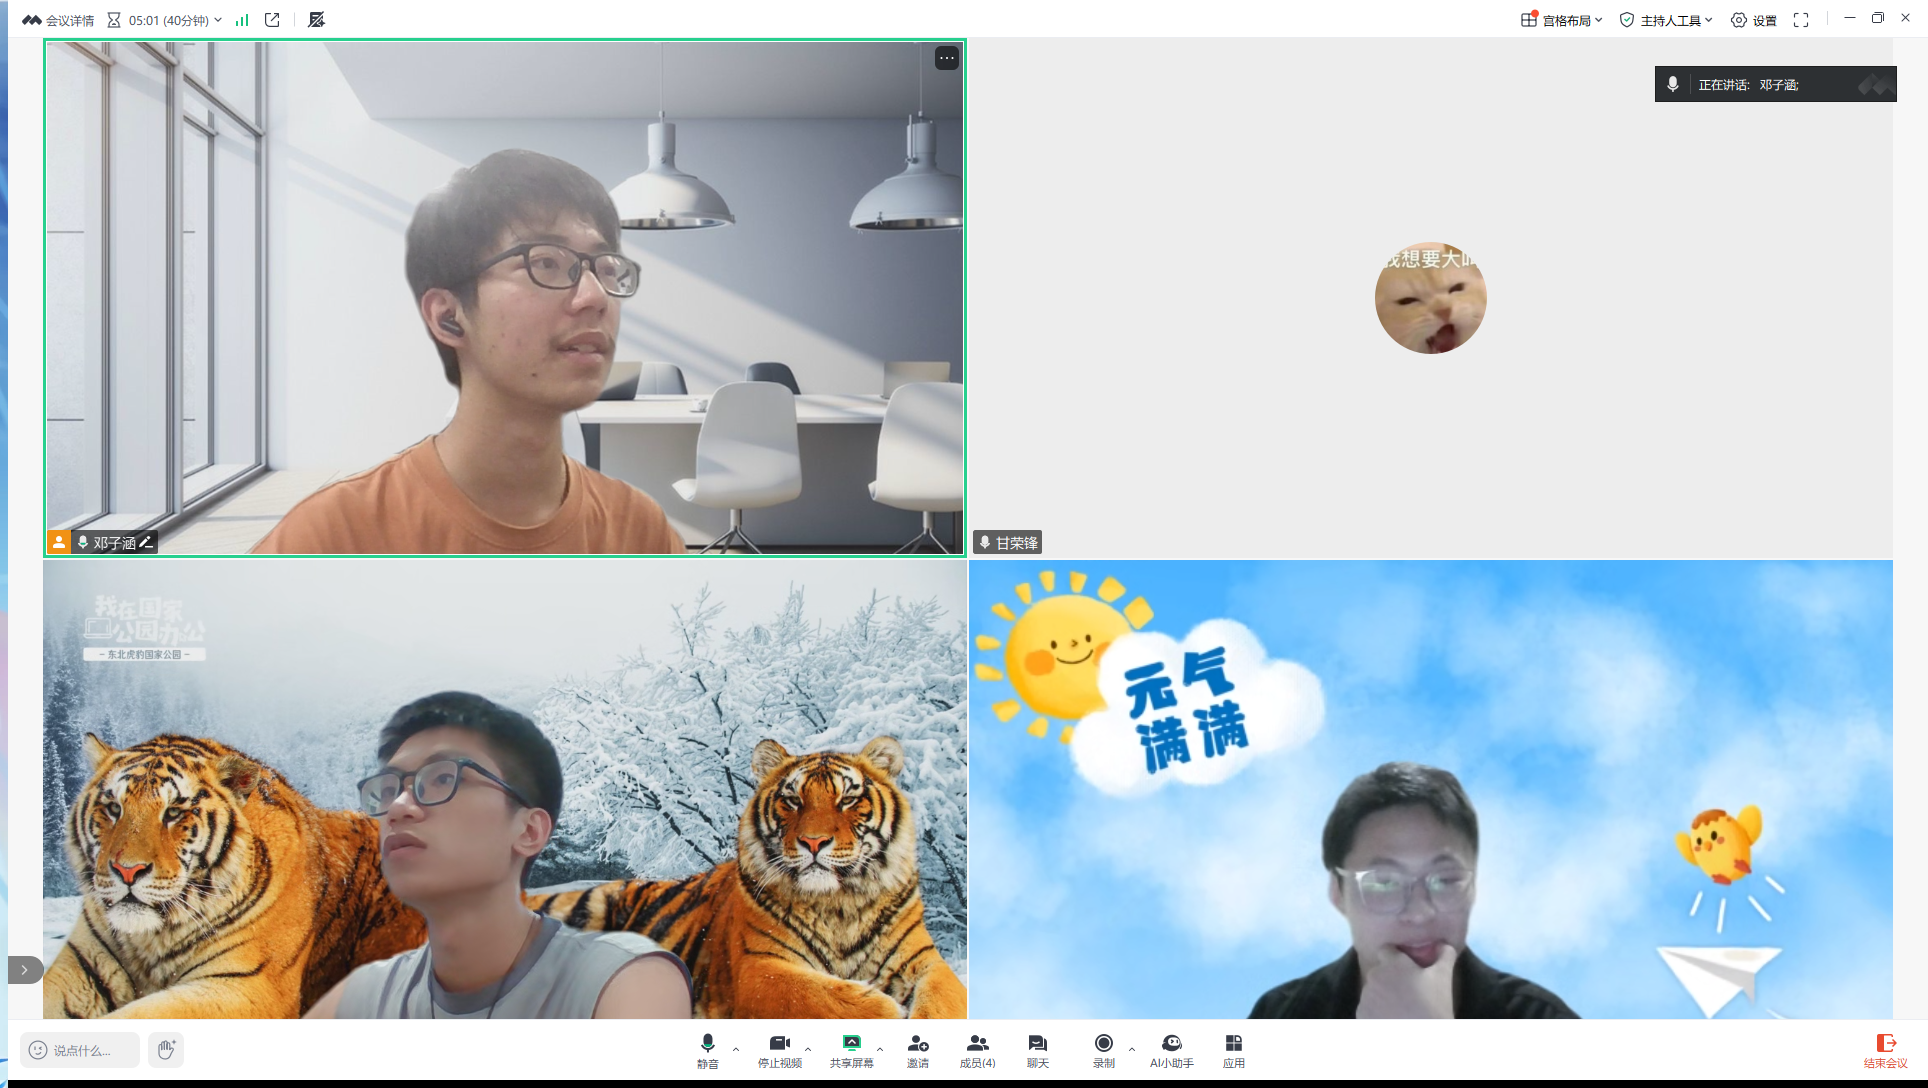 会议详情
05:01 (40分钟)
宫格布局
主持人工具
设置
正在讲话: 邓子涵;
我想要大叫
邓子涵
甘荣锋
我在国家
公园办公
- 东北虎豹国家公园 -
元气
满满
说点什么...
静音
停止视频
共享屏幕
邀请
成员(4)
聊天
录制
AI小助手
应用
结束会议